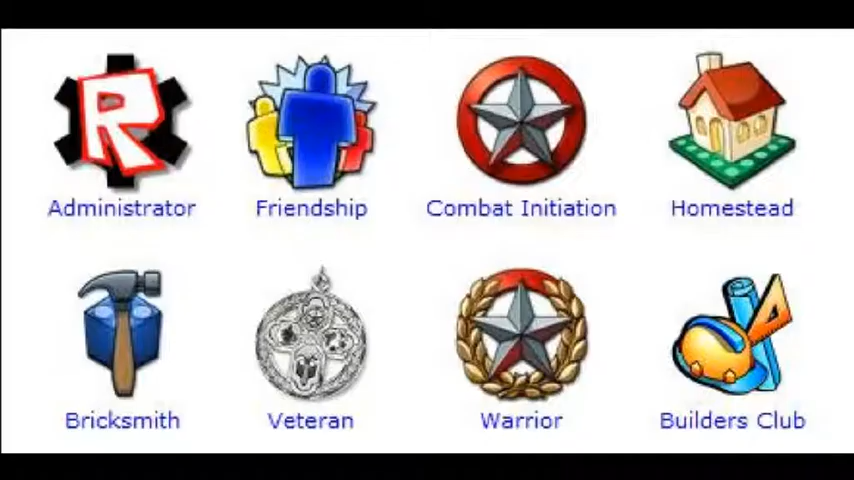 R
Administrator
Friendship
Combat Initiation
Homestead
Bricksmith
Veteran
Warrior
Builders Club